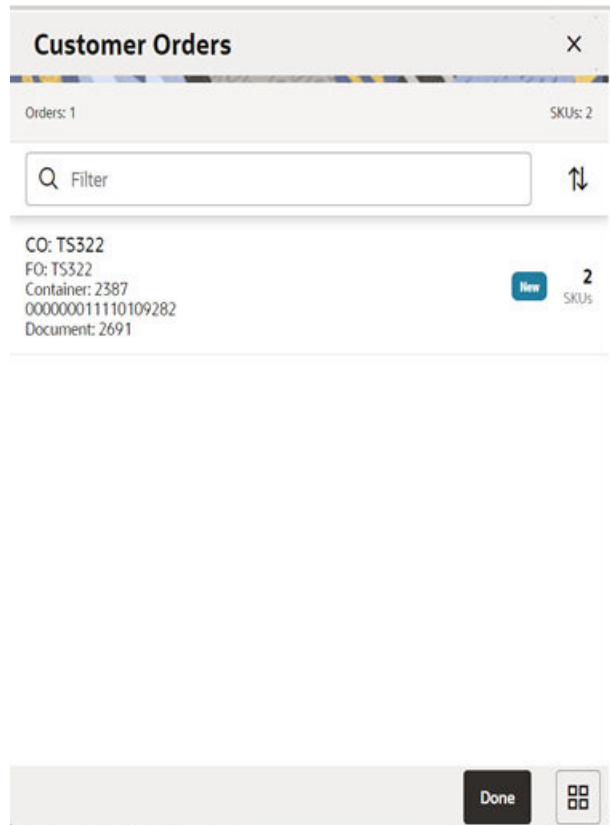 Customer Orders
Orders: 1 SKUs: 2
Filter
CO: TS322
FO: TS322
Container: 2387
000000011110109282
Document: 2691
New
2
SKUs
Done